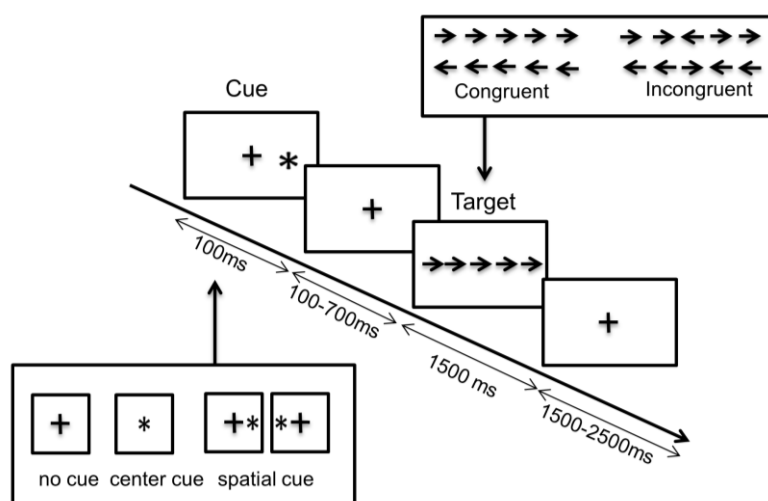 Congruent
Incongruent
Cue
Target
100ms
100-700ms
1500 ms
1500-2500ms
no cue center cue spatial cue